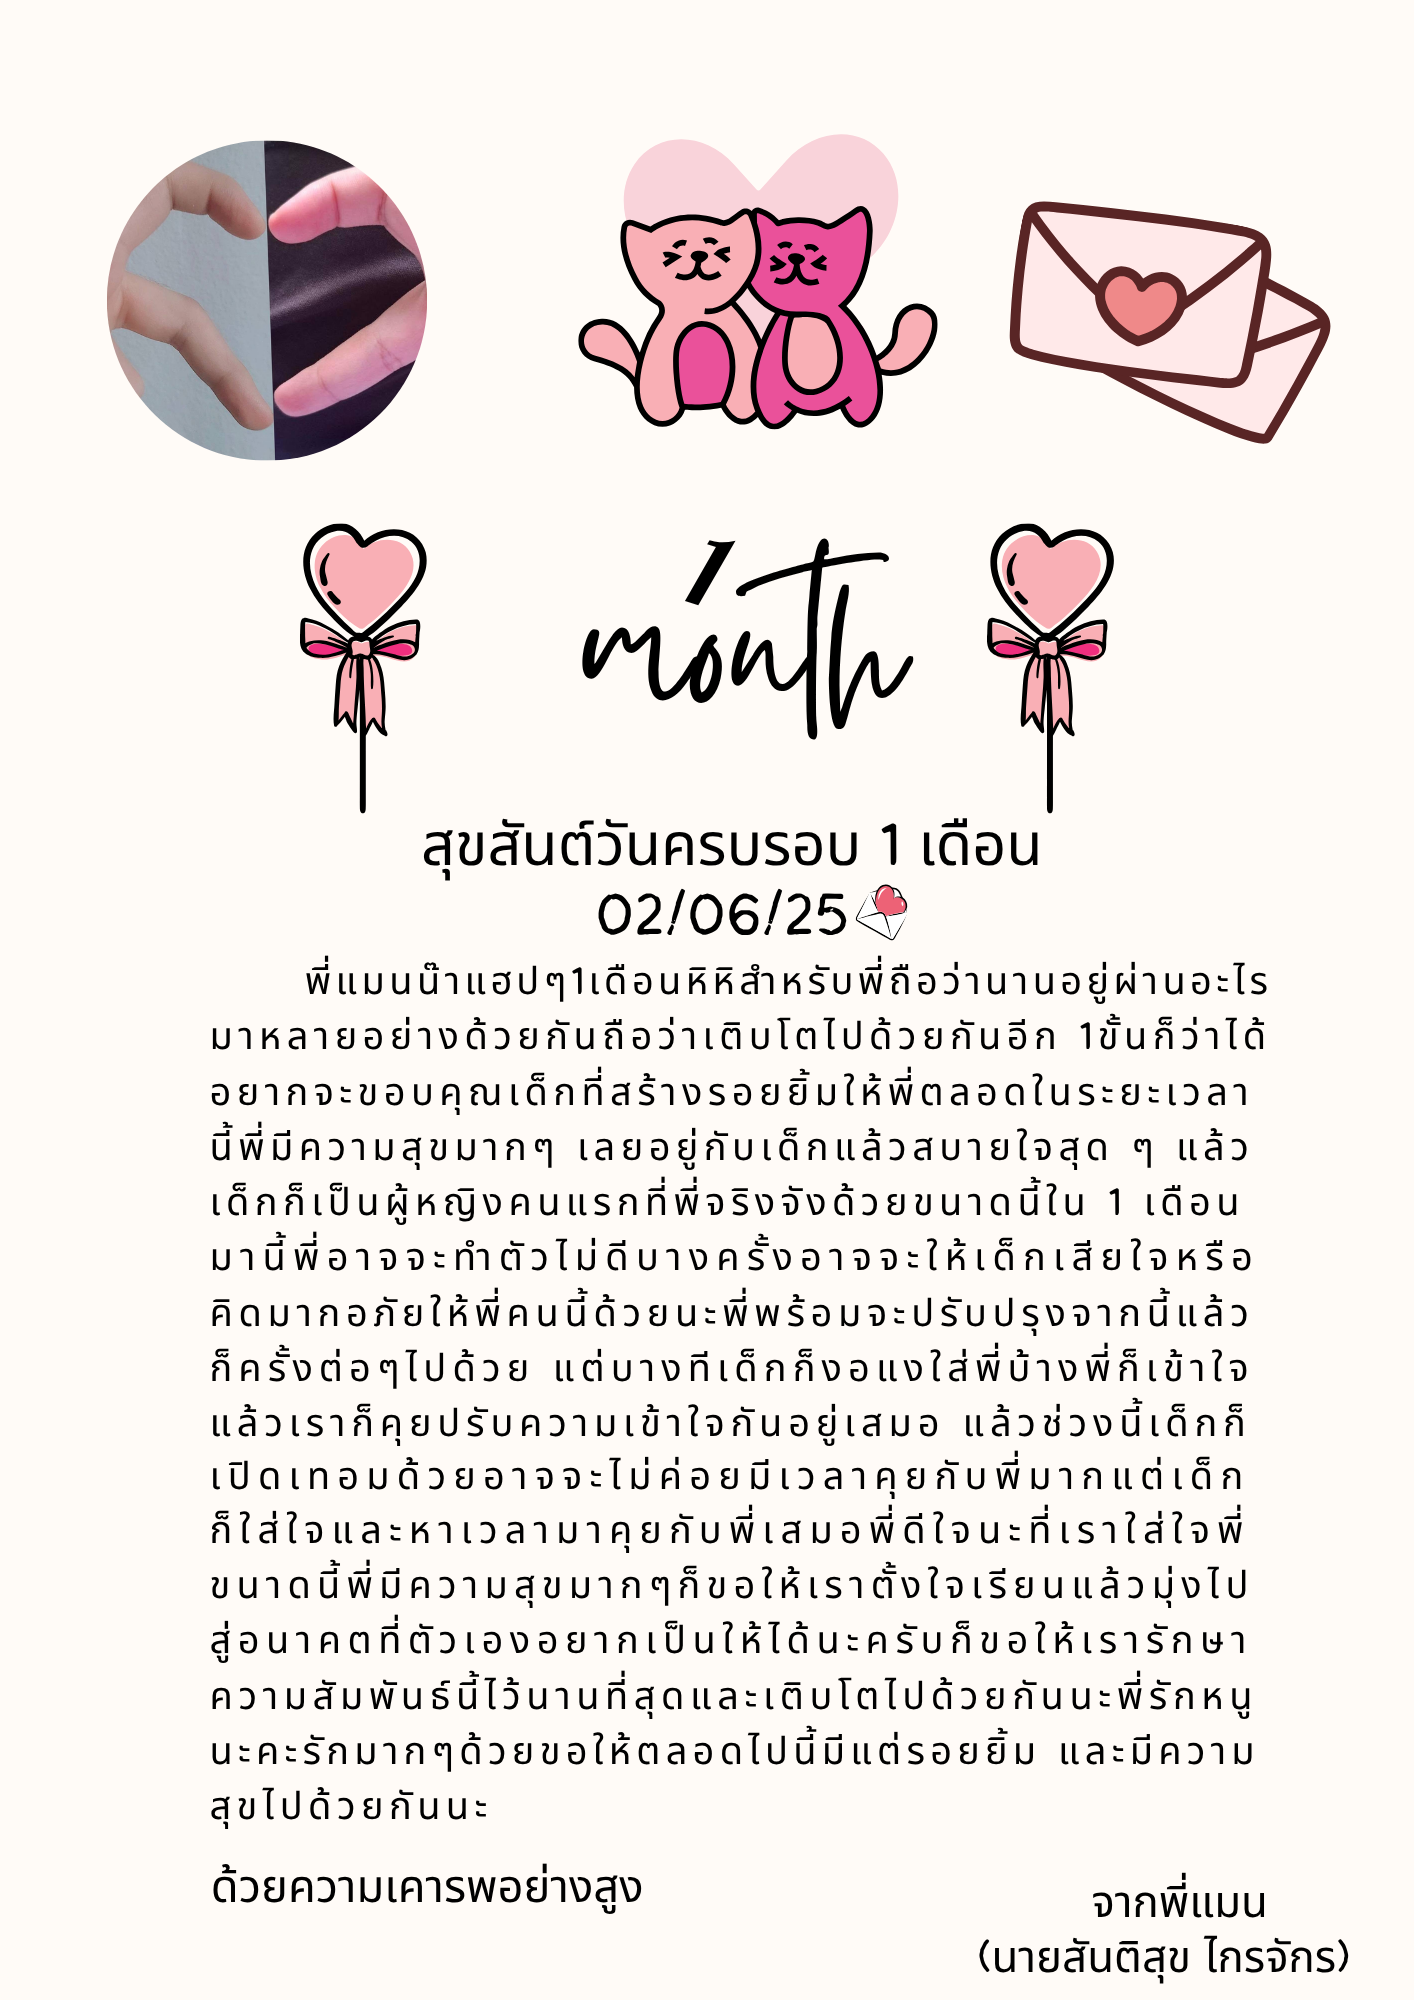 1
month
สุขสันต์วันครบรอบ 1 เดือน
02/06/25
พี่แมนน๊าแฮปๆ1เดือนหิหิสำหรับพี่ถือว่านานอยู่ผ่านอะไร
มาหลายอย่างด้วยกันถือว่าเติบโตไปด้วยกันอีก 1ขั้นก็ว่าได้
อยากจะขอบคุณเด็กที่สร้างรอยยิ้มให้พี่ตลอดในระยะเวลา
นี้พี่มีความสุขมากๆ เลยอยู่กับเด็กแล้วสบายใจสุด ๆ แล้ว
เด็กก็เป็นผู้หญิงคนแรกที่พี่จริงจังด้วยขนาดนี้ใน 1 เดือน
มานี้พี่อาจจะทำตัวไม่ดีบางครั้งอาจจะให้เด็กเสียใจหรือ
คิดมากอภัยให้พี่คนนี้ด้วยนะพี่พร้อมจะปรับปรุงจากนี้แล้ว
ก็ครั้งต่อๆไปด้วย แต่บางทีเด็กก็งอแงใส่พี่บ้างพี่ก็เข้าใจ
แล้วเราก็คุยปรับความเข้าใจกันอยู่เสมอ แล้วช่วงนี้เด็กก็
เปิดเทอมด้วยอาจจะไม่ค่อยมีเวลาคุยกับพี่มากแต่เด็ก
ก็ใส่ใจและหาเวลามาคุยกับพี่เสมอพี่ดีใจนะที่เราใส่ใจพี่
ขนาดนี้พี่มีความสุขมากๆก็ขอให้เราตั้งใจเรียนแล้วมุ่งไป
สู่อนาคตที่ตัวเองอยากเป็นให้ได้นะครับก็ขอให้เรารักษา
ความสัมพันธ์นี้ไว้นานที่สุดและเติบโตไปด้วยกันนะพี่รักหนู
นะคะรักมากๆด้วยขอให้ตลอดไปนี้มีแต่รอยยิ้ม และมีความ
สุขไปด้วยกันนะ
ด้วยความเคารพอย่างสูง
จากพี่แมน
(นายสันติสุข ไกรจักร)